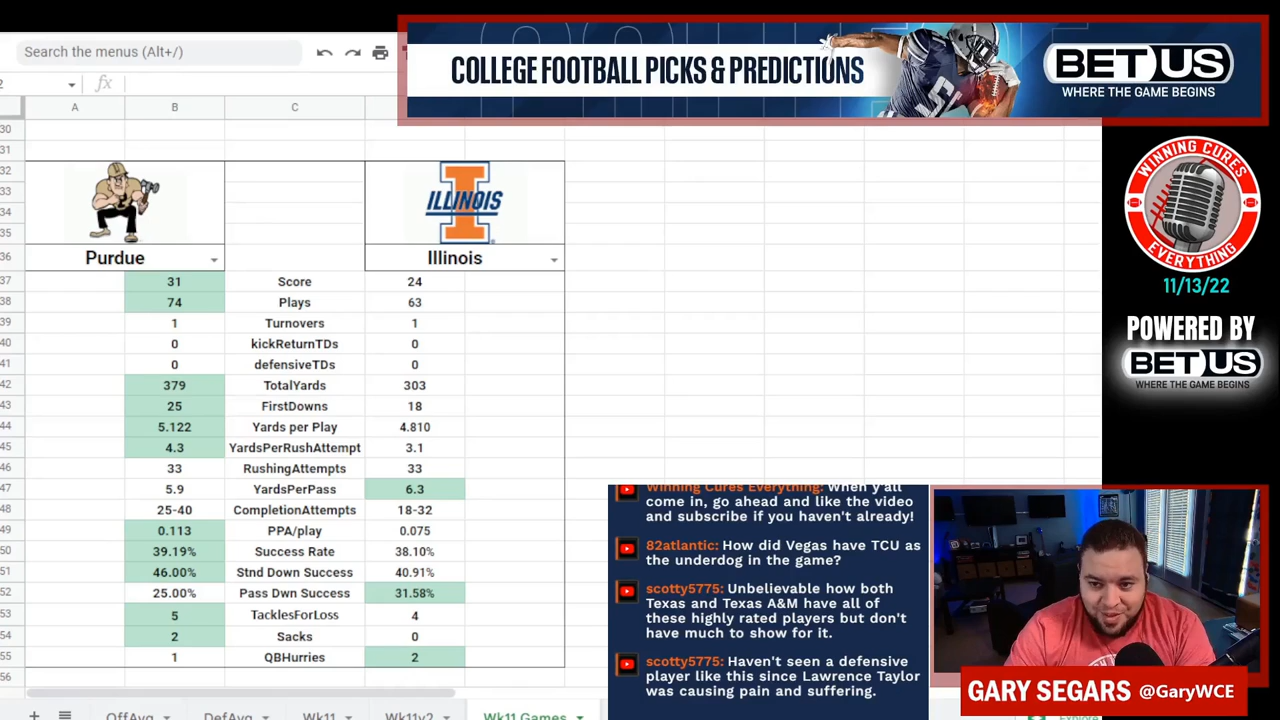 Search the menus (Alt+/)
COLLEGE FOOTBALL PICKS & PREDICTIONS
BETUS
WHERE THE GAME BEGINS
2
fx
A B C
30
31
32
33
34
35
ILLINOIS
36 Purdue Illinois
37 31 Score 24
38 74 Plays 63
39 1 Turnovers 1
40 0 kickReturnTDs 0
41 0 defensiveTDs 0
42 379 TotalYards 303
43 25 FirstDowns 18
44 5.122 Yards per Play 4.810
45 4.3 YardsPerRushAttempt 3.1
46 33 RushingAttempts 33
47 5.9 YardsPerPass 6.3
48 25-40 CompletionAttempts 18-32
49 0.113 PPA/play 0.075
50 39.19% Success Rate 38.10%
51 46.00% Stnd Down Success 40.91%
52 25.00% Pass Dwn Success 31.58%
53 5 TacklesForLoss 4
54 2 Sacks 0
55 1 QBHurries 2
56
OffAvg DefAvg Wk11 Wk11v2 Wk11 Games
Explore
WINNING CURES
EVERYTHING
11/13/22
POWERED BY
BETUS
WHERE THE GAME BEGINS
Winning Cures Everything: When y'all
come in, go ahead and like the video
and subscribe if you haven't already!
82atlantic: How did Vegas have TCU as
the underdog in the game?
scotty5775: Unbelievable how both
Texas and Texas A&M have all of
these highly rated players but don't
have much to show for it.
scotty5775: Haven't seen a defensive
player like this since Lawrence Taylor
was causing pain and suffering.
GARY SEGARS @GaryWCE